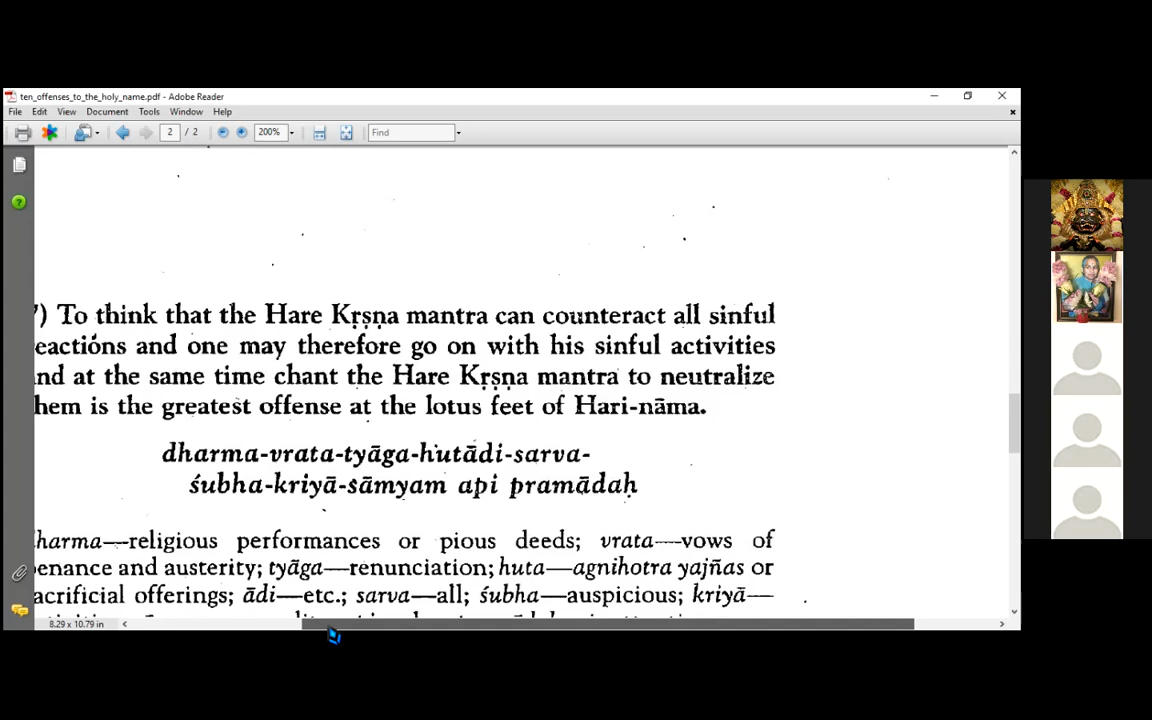 ten_offenses_to_the_holy_name.pdf - Adobe Reader
File Edit View Document Tools Window Help
2 / 2 200% Find
7) To think that the Hare Kṛṣṇa mantra can counteract all sinful
eactions and one may therefore go on with his sinful activities
nd at the same time chant the Hare Kṛṣṇa mantra to neutralize
hem is the greatest offense at the lotus feet of Hari-nāma.
dharma-vrata-tyāga-hutādi-sarva-
śubha-kriyā-sāmyam api pramādaḥ
harma—religious performances or pious deeds; vrata—vows of
enance and austerity; tyāga—renunciation; huta—agnihotra yajñas or
acrificial offerings; ādi—etc.; sarva—all; śubha—auspicious; kriyā—
8.29 x 10.79 in